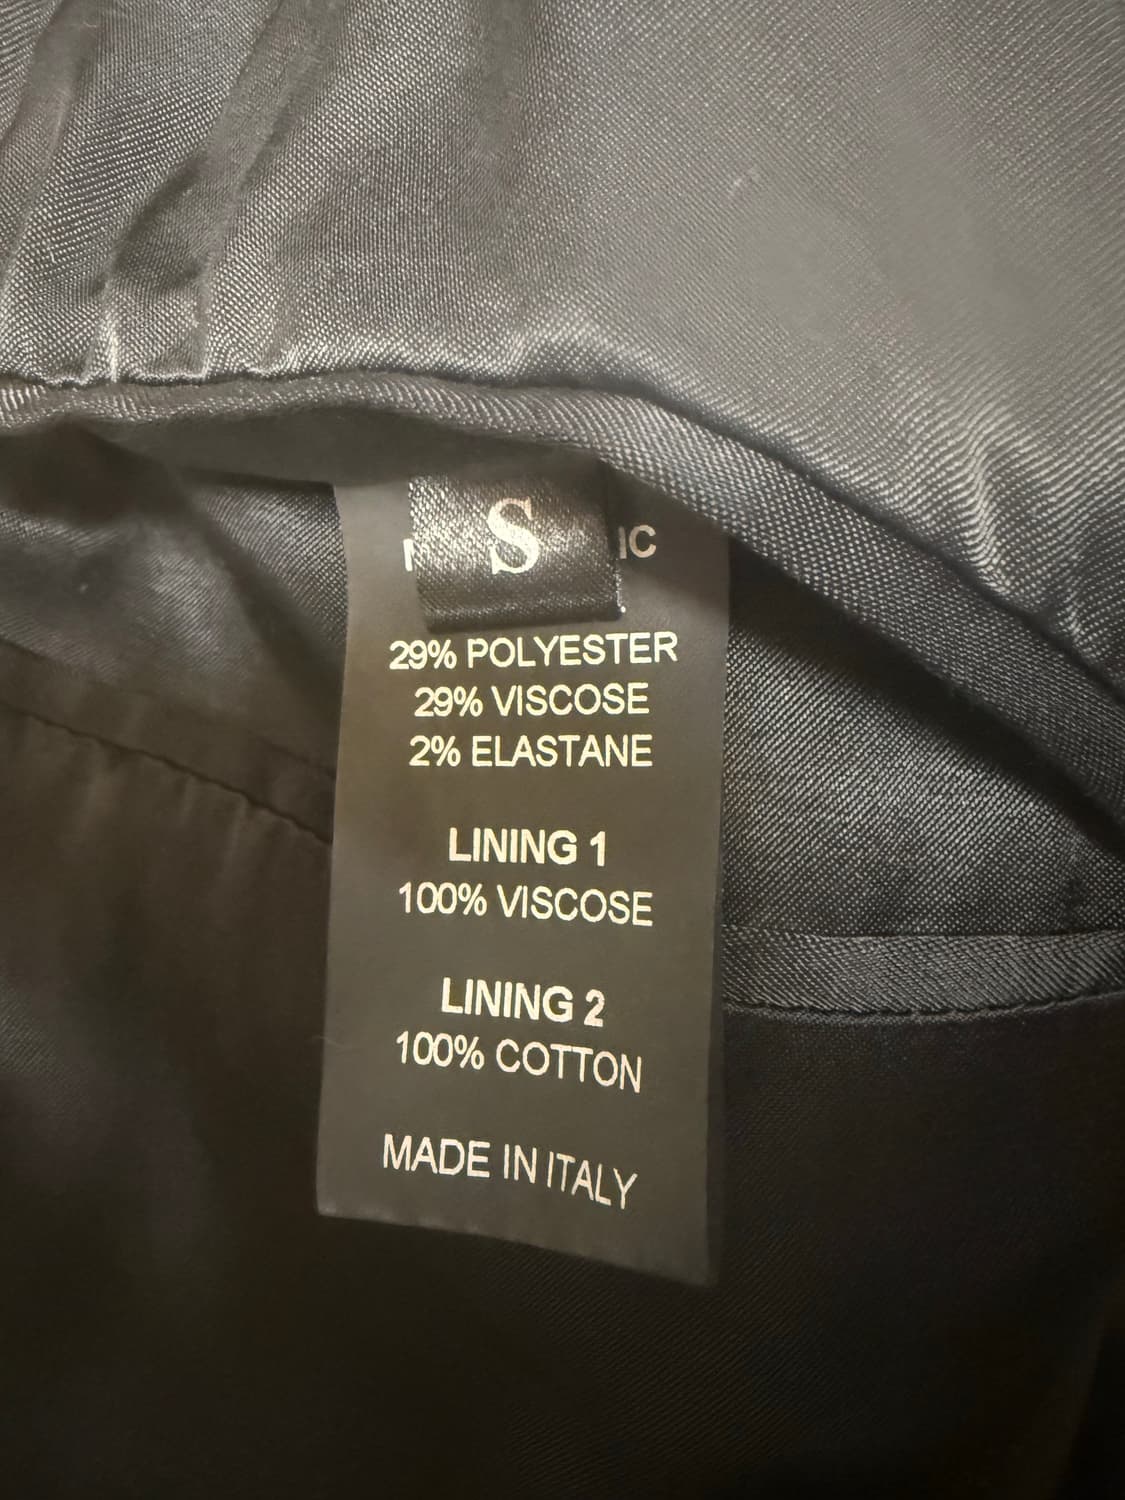 S
29% POLYESTER
29% VISCOSE
2% ELASTANE
LINING 1
100% VISCOSE
LINING 2
100% COTTON
MADE IN ITALY